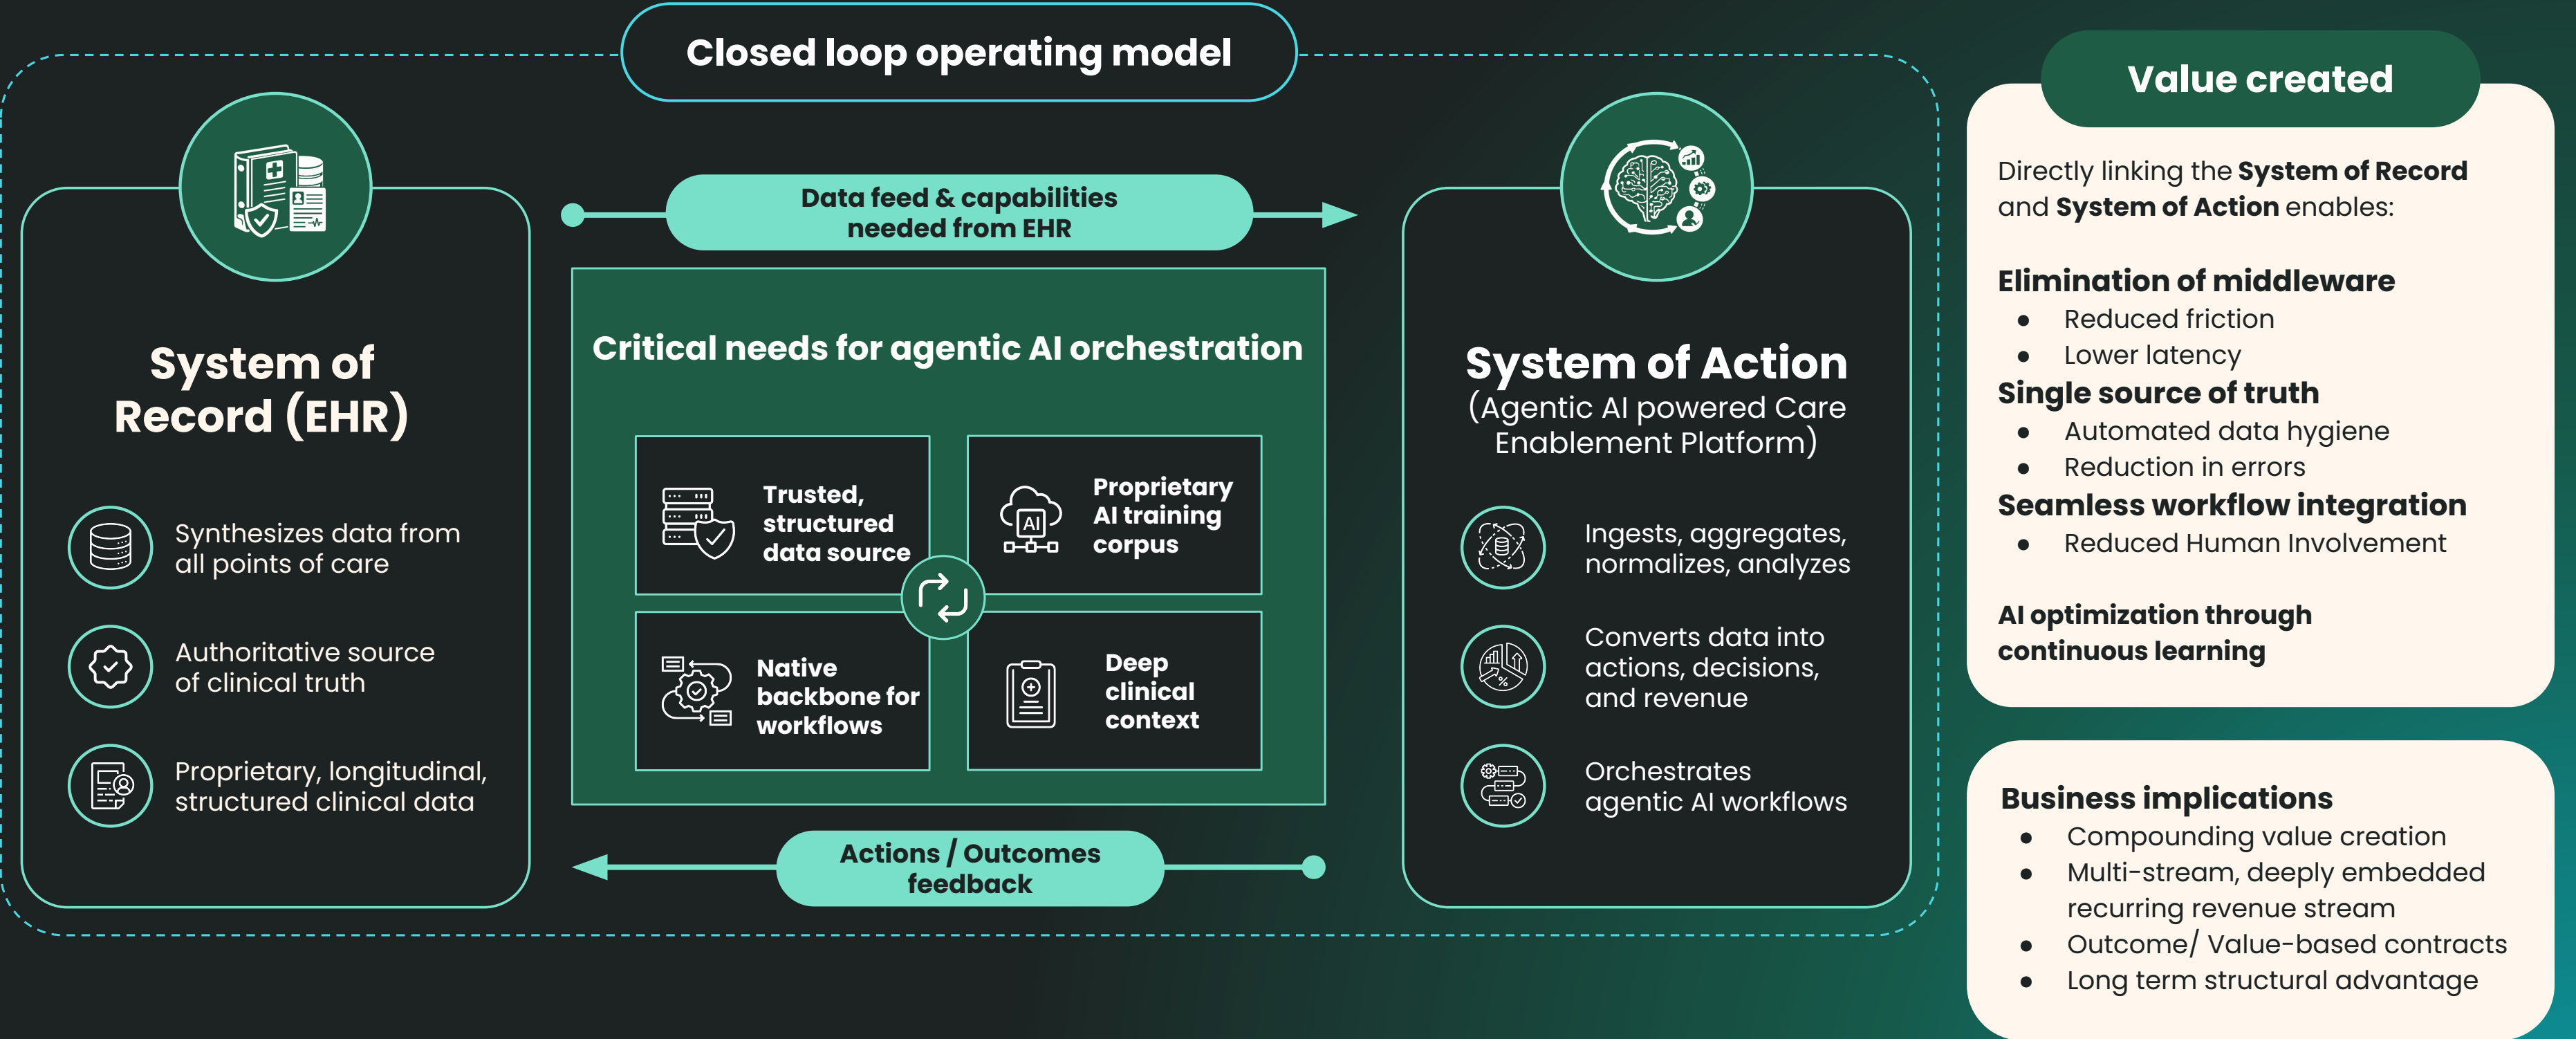 Closed loop operating model
System of
Record (EHR)
Synthesizes data from
all points of care
Authoritative source
of clinical truth
Proprietary, longitudinal,
structured clinical data
Data feed & capabilities
needed from EHR
Critical needs for agentic AI orchestration
Trusted,
structured
data source
Proprietary
AI training
corpus
AI
Native
backbone for
workflows
Deep
clinical
context
Actions / Outcomes
feedback
System of Action
(Agentic AI powered Care
Enablement Platform)
Ingests, aggregates,
normalizes, analyzes
Converts data into
actions, decisions,
and revenue
%
Orchestrates
agentic AI workflows
Value created
Directly linking the System of Record
and System of Action enables:
Elimination of middleware
● Reduced friction
● Lower latency
Single source of truth
● Automated data hygiene
● Reduction in errors
Seamless workflow integration
● Reduced Human Involvement
AI optimization through
continuous learning
Business implications
● Compounding value creation
● Multi-stream, deeply embedded
recurring revenue stream
● Outcome/ Value-based contracts
● Long term structural advantage